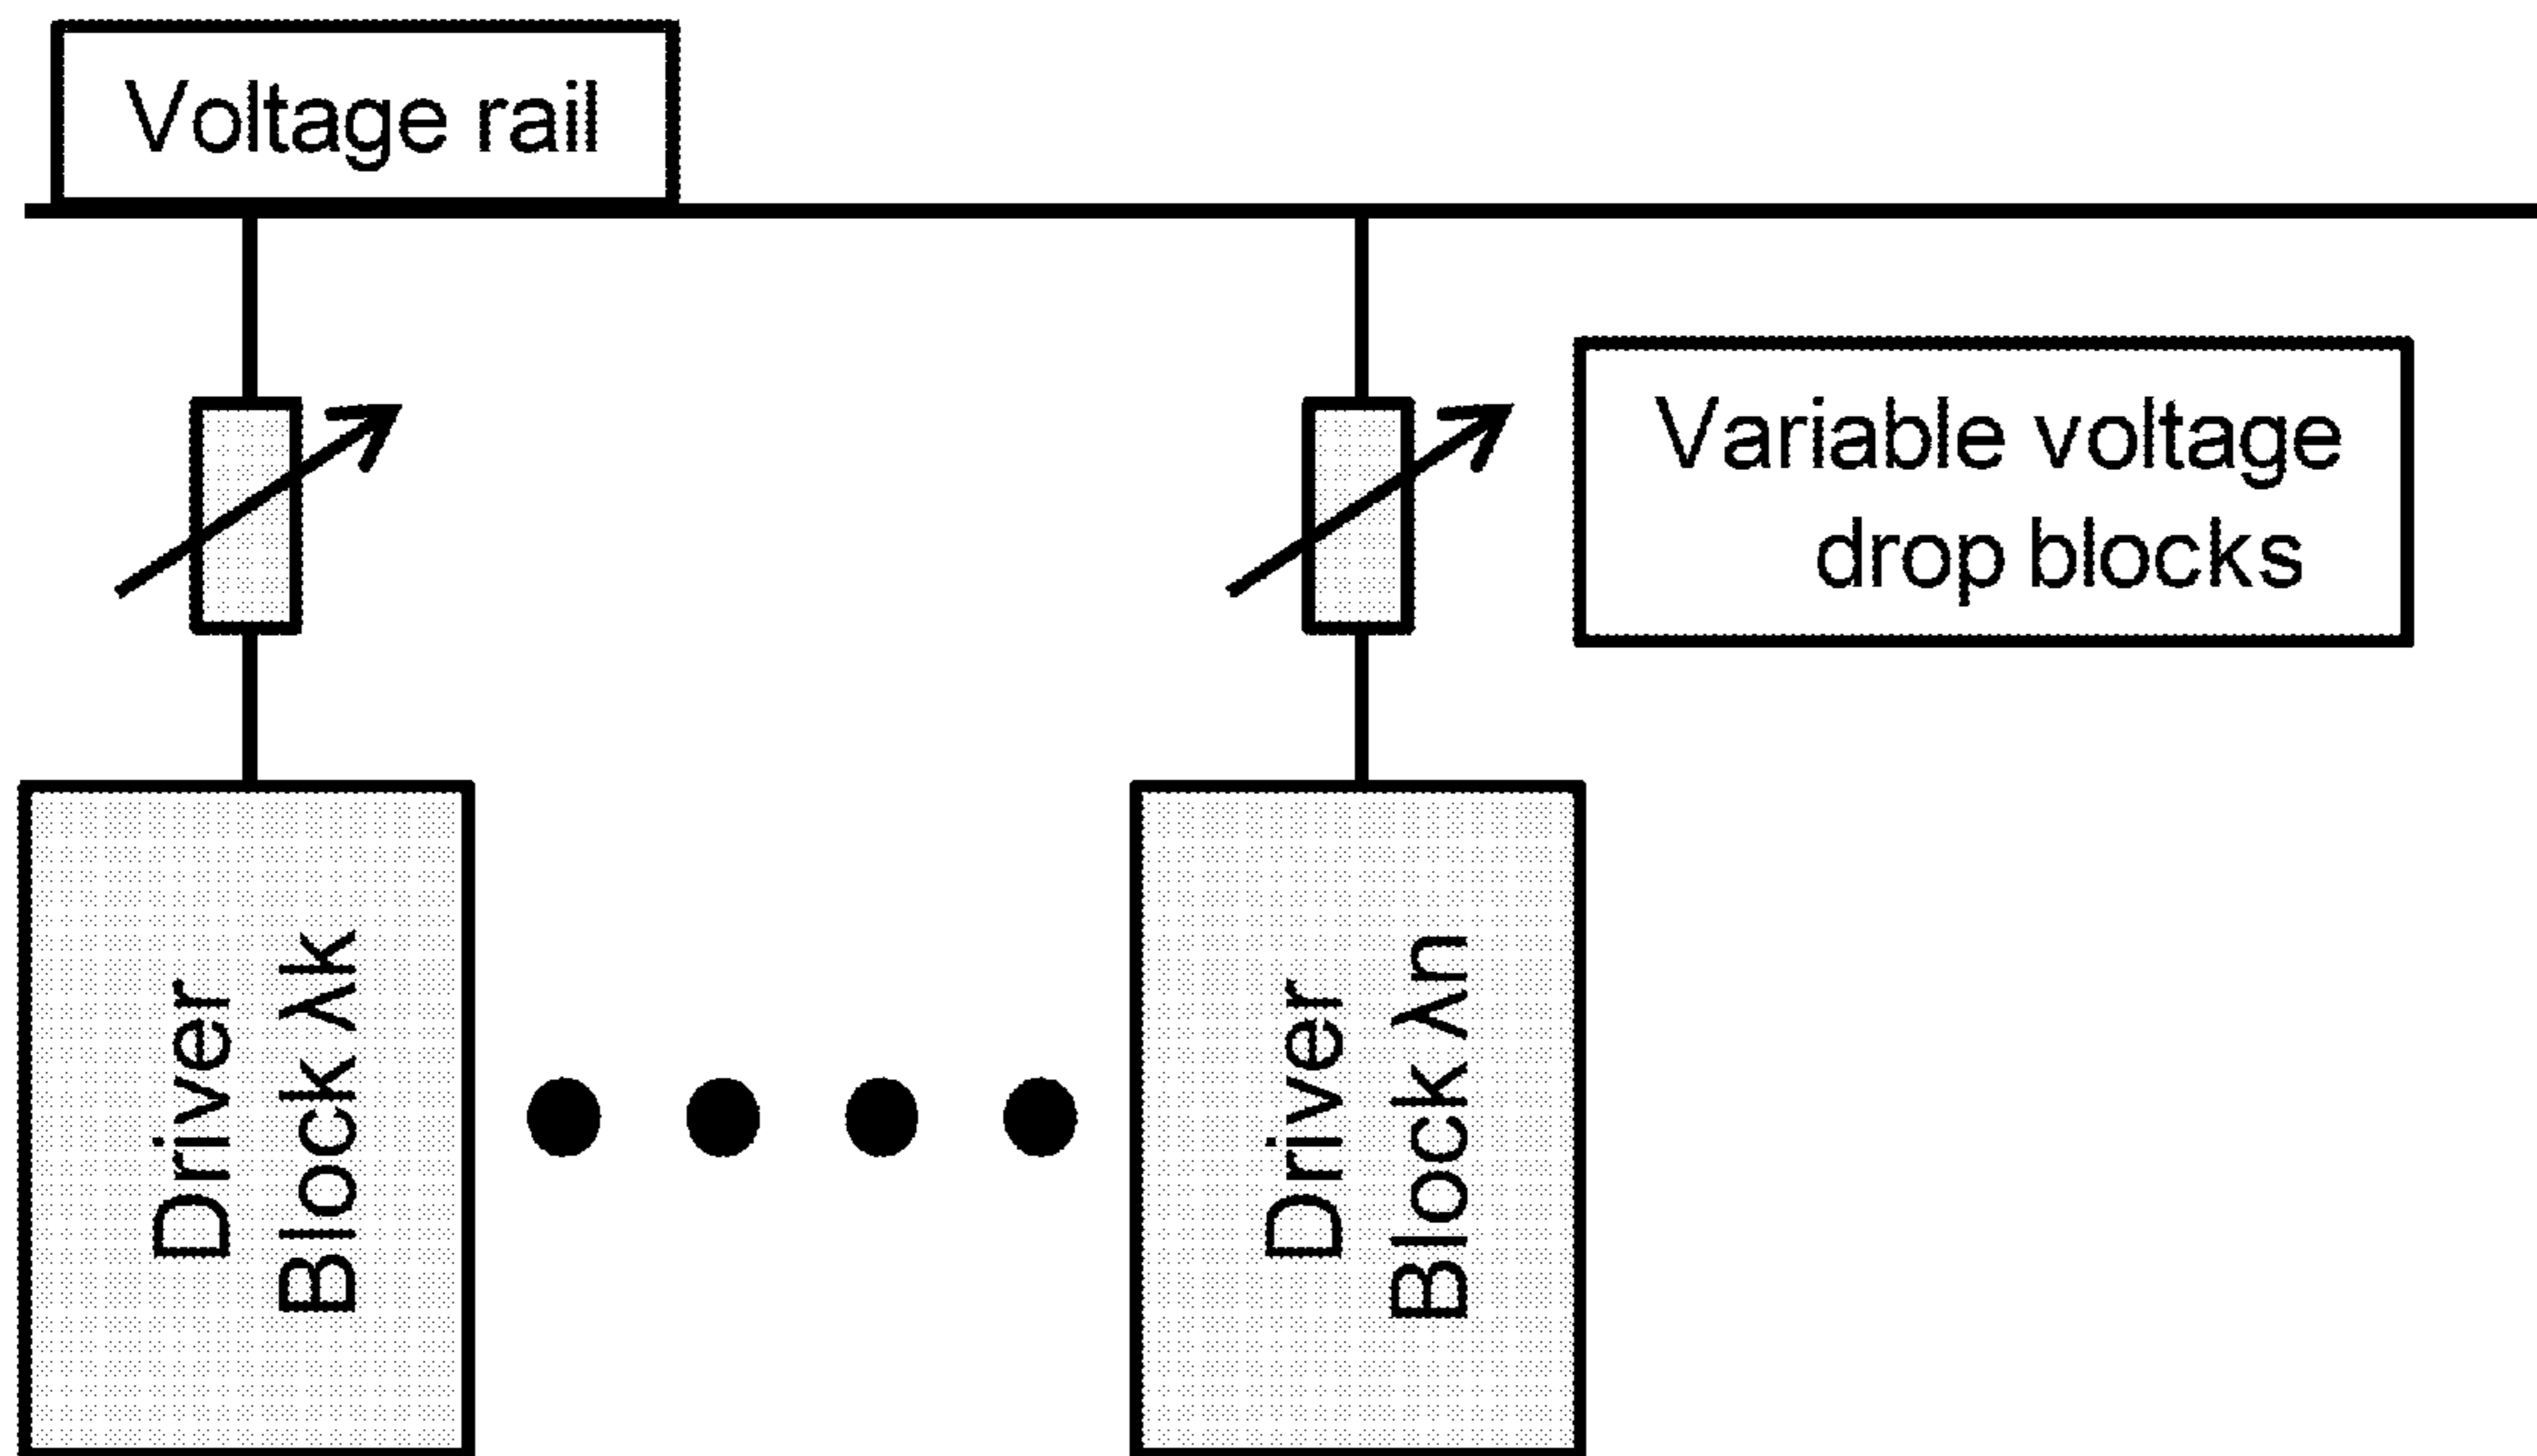 Voltage rail
Variable voltage
drop blocks
Driver
Block λk
Driver
Block λn